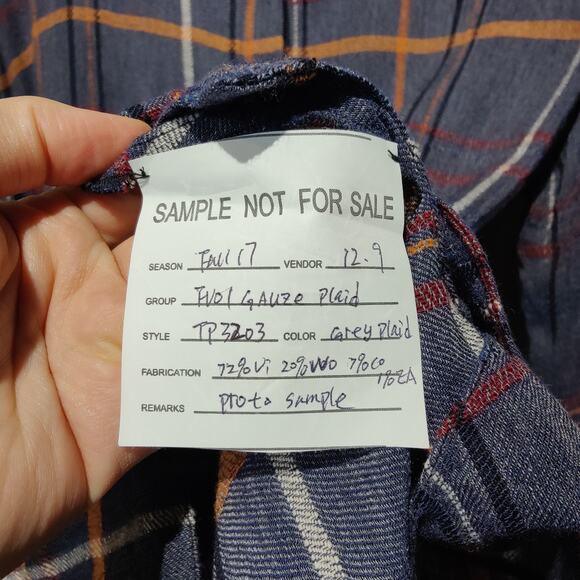 SAMPLE NOT FOR SALE
SEASON Fall 17 VENDOR 12.9
GROUP GAUZe Plaid
STYLE TP3203 COLOR Grey Plaid
FABRICATION 72%Vi 20%Wo 7%Co
1%EA
REMARKS Proto sample